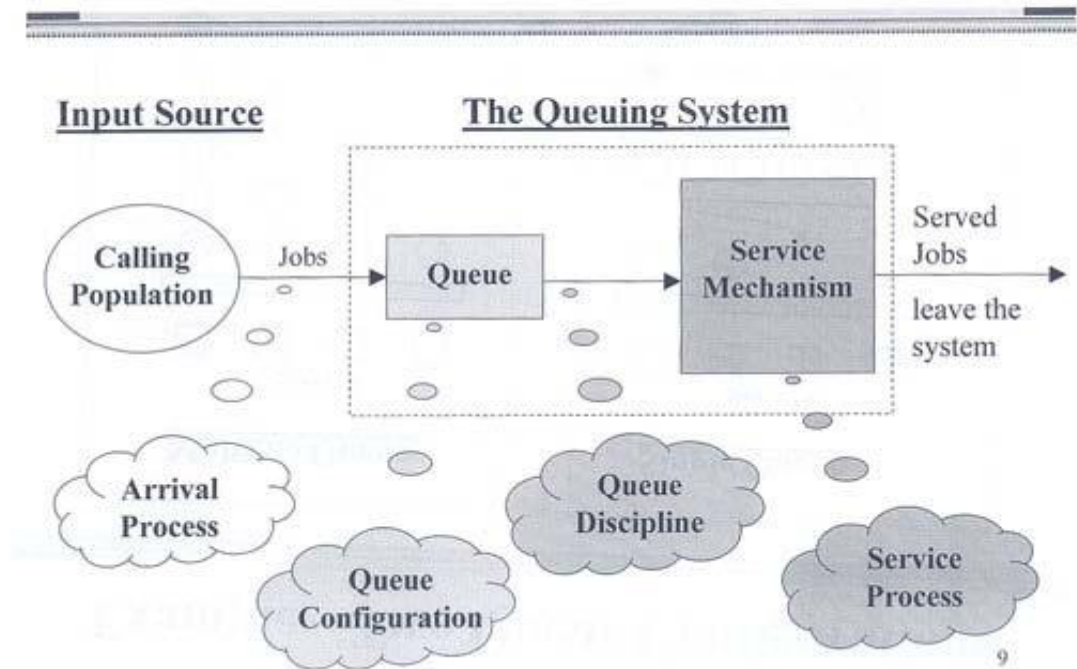 Input Source
The Queuing System
Calling
Population
Jobs
Queue
Service
Mechanism
Served
Jobs
leave the
system
Arrival
Process
Queue
Configuration
Queue
Discipline
Service
Process
9